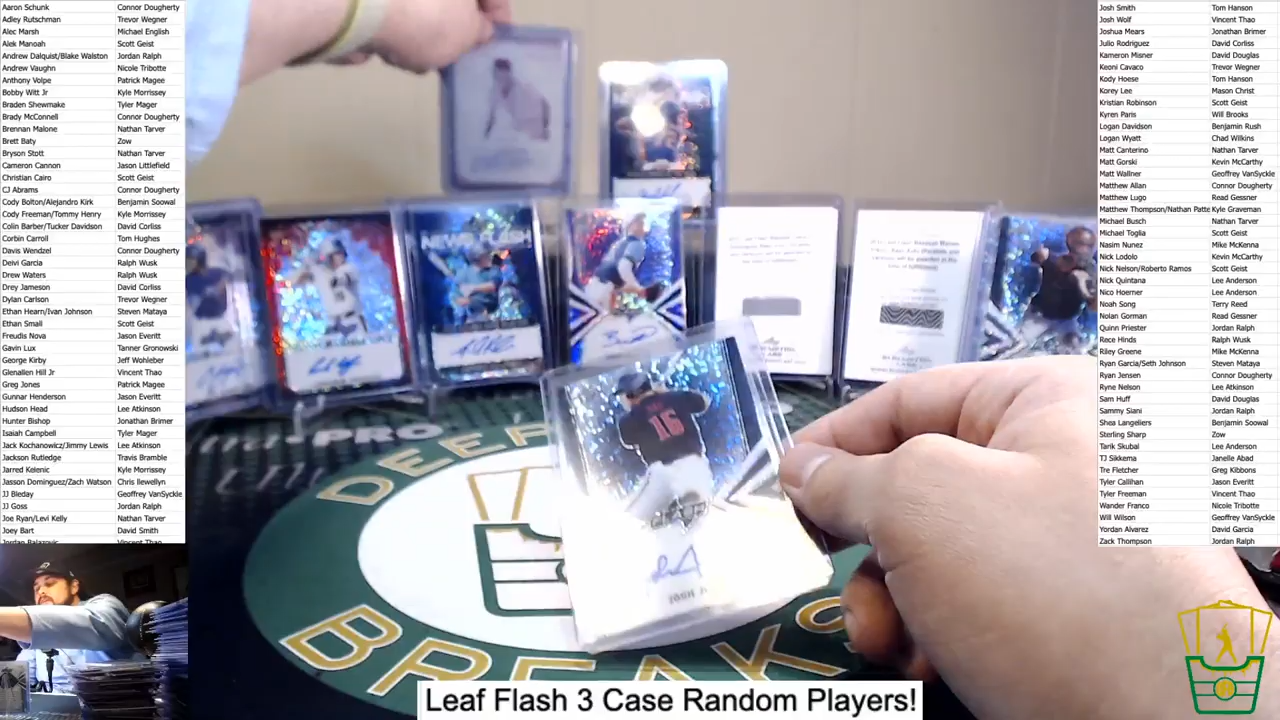 Aaron Schunk Connor Dougherty
Adley Rutschman Trevor Wegner
Alec Marsh Michael English
Alek Manoah Scott Geist
Andrew Dalquist/Blake Walston Jordan Ralph
Andrew Vaughn Nicole Tribotte
Anthony Volpe Patrick Magee
Bobby Witt Jr Kyle Morrissey
Braden Shewmake Tyler Mager
Brady McConnell Connor Dougherty
Brennan Malone Nathan Tarver
Brett Baty Zow
Bryson Stott Nathan Tarver
Cameron Cannon Jason Littlefield
Christian Cairo Scott Geist
CJ Abrams Connor Dougherty
Cody Bolton/Alejandro Kirk Benjamin Soowal
Cody Freeman/Tommy Henry Kyle Morrissey
Colin Barber/Tucker Davidson David Corliss
Corbin Carroll Tom Hughes
Davis Wendzel Connor Dougherty
Deivi Garcia Ralph Wusk
Drew Waters Ralph Wusk
Drey Jameson David Corliss
Dylan Carlson Trevor Wegner
Ethan Hearn/Ivan Johnson Steven Mataya
Ethan Small Scott Geist
Freudis Nova Jason Everitt
Gavin Lux Tanner Gronowski
George Kirby Jeff Wohleber
Glenallen Hill Jr Vincent Thao
Greg Jones Patrick Magee
Gunnar Henderson Jason Everitt
Hudson Head Lee Atkinson
Hunter Bishop Jonathan Brimer
Isaiah Campbell Tyler Mager
Jack Kochanowicz/Jimmy Lewis Lee Atkinson
Jackson Rutledge Travis Bramble
Jarred Kelenic Kyle Morrissey
Jasson Dominguez/Zach Watson Chris llewellyn
JJ Bleday Geoffrey VanSyckle
JJ Goss Jordan Ralph
Joe Ryan/Levi Kelly Nathan Tarver
Joey Bart David Smith
Jordan Balazovic Vincent Thao
Josh Smith Tom Hanson
Josh Wolf Vincent Thao
Joshua Mears Jonathan Brimer
Julio Rodriguez David Corliss
Kameron Misner David Douglas
Keoni Cavaco Trevor Wegner
Kody Hoese Tom Hanson
Korey Lee Mason Christ
Kristian Robinson Scott Geist
Kyren Paris Will Brooks
Logan Davidson Benjamin Rush
Logan Wyatt Chad Wilkins
Matt Canterino Nathan Tarver
Matt Gorski Kevin McCarthy
Matt Wallner Geoffrey VanSyckle
Matthew Allan Connor Dougherty
Matthew Lugo Read Gessner
Matthew Thompson/Nathan Patte Kyle Graveman
Michael Busch Nathan Tarver
Michael Toglia Scott Geist
Nasim Nunez Mike McKenna
Nick Lodolo Kevin McCarthy
Nick Nelson/Roberto Ramos Scott Geist
Nick Quintana Lee Anderson
Nico Hoerner Lee Anderson
Noah Song Terry Reed
Nolan Gorman Read Gessner
Quinn Priester Jordan Ralph
Rece Hinds Ralph Wusk
Riley Greene Mike McKenna
Ryan Garcia/Seth Johnson Steven Mataya
Ryan Jensen Connor Dougherty
Ryne Nelson Lee Atkinson
Sam Huff David Douglas
Sammy Siani Jordan Ralph
Shea Langeliers Benjamin Soowal
Sterling Sharp Zow
Tarik Skubal Lee Anderson
TJ Sikkema Janelle Abad
Tre Fletcher Greg Kibbons
Tyler Callihan Jason Everitt
Tyler Freeman Vincent Thao
Wander Franco Nicole Tribotte
Will Wilson Geoffrey VanSyckle
Yordan Alvarez David Garcia
Zack Thompson Jordan Ralph
16
BREAK
Leaf Flash 3 Case Random Players!